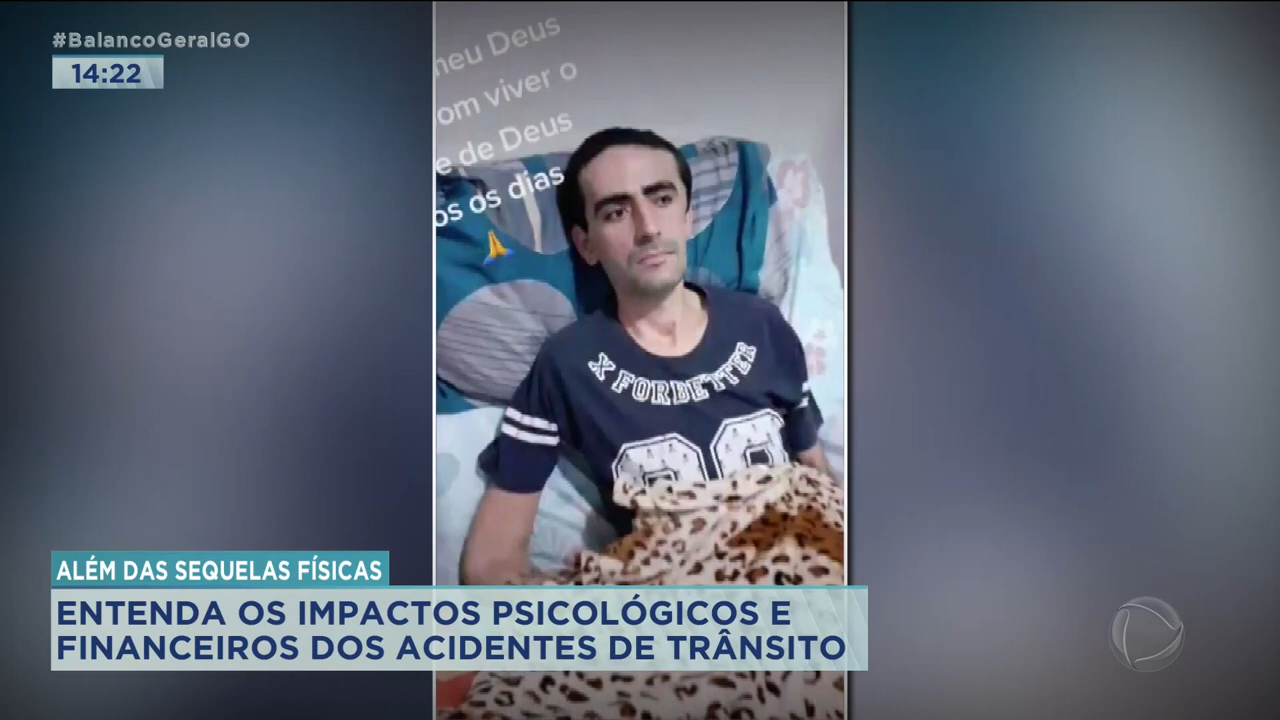 #BalancoGeralGO
14:22
heu Deus
om viver o
e de Deus
os os dias
X FORBETTER
ALÉM DAS SEQUELAS FÍSICAS
ENTENDA OS IMPACTOS PSICOLÓGICOS E
FINANCEIROS DOS ACIDENTES DE TRÂNSITO